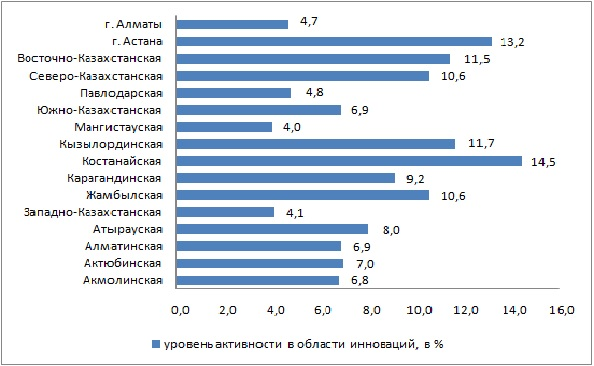 г. Алматы 4,7
г. Астана 13,2
Восточно-Казахстанская 11,5
Северо-Казахстанская 10,6
Павлодарская 4,8
Южно-Казахстанская 6,9
Мангистауская 4,0
Кызылординская 11,7
Костанайская 14,5
Карагандинская 9,2
Жамбылская 10,6
Западно-Казахстанская 4,1
Атырауская 8,0
Алматинская 6,9
Актюбинская 7,0
Акмолинская 6,8
0,0 2,0 4,0 6,0 8,0 10,0 12,0 14,0 16,0
уровень активности в области инноваций, в %